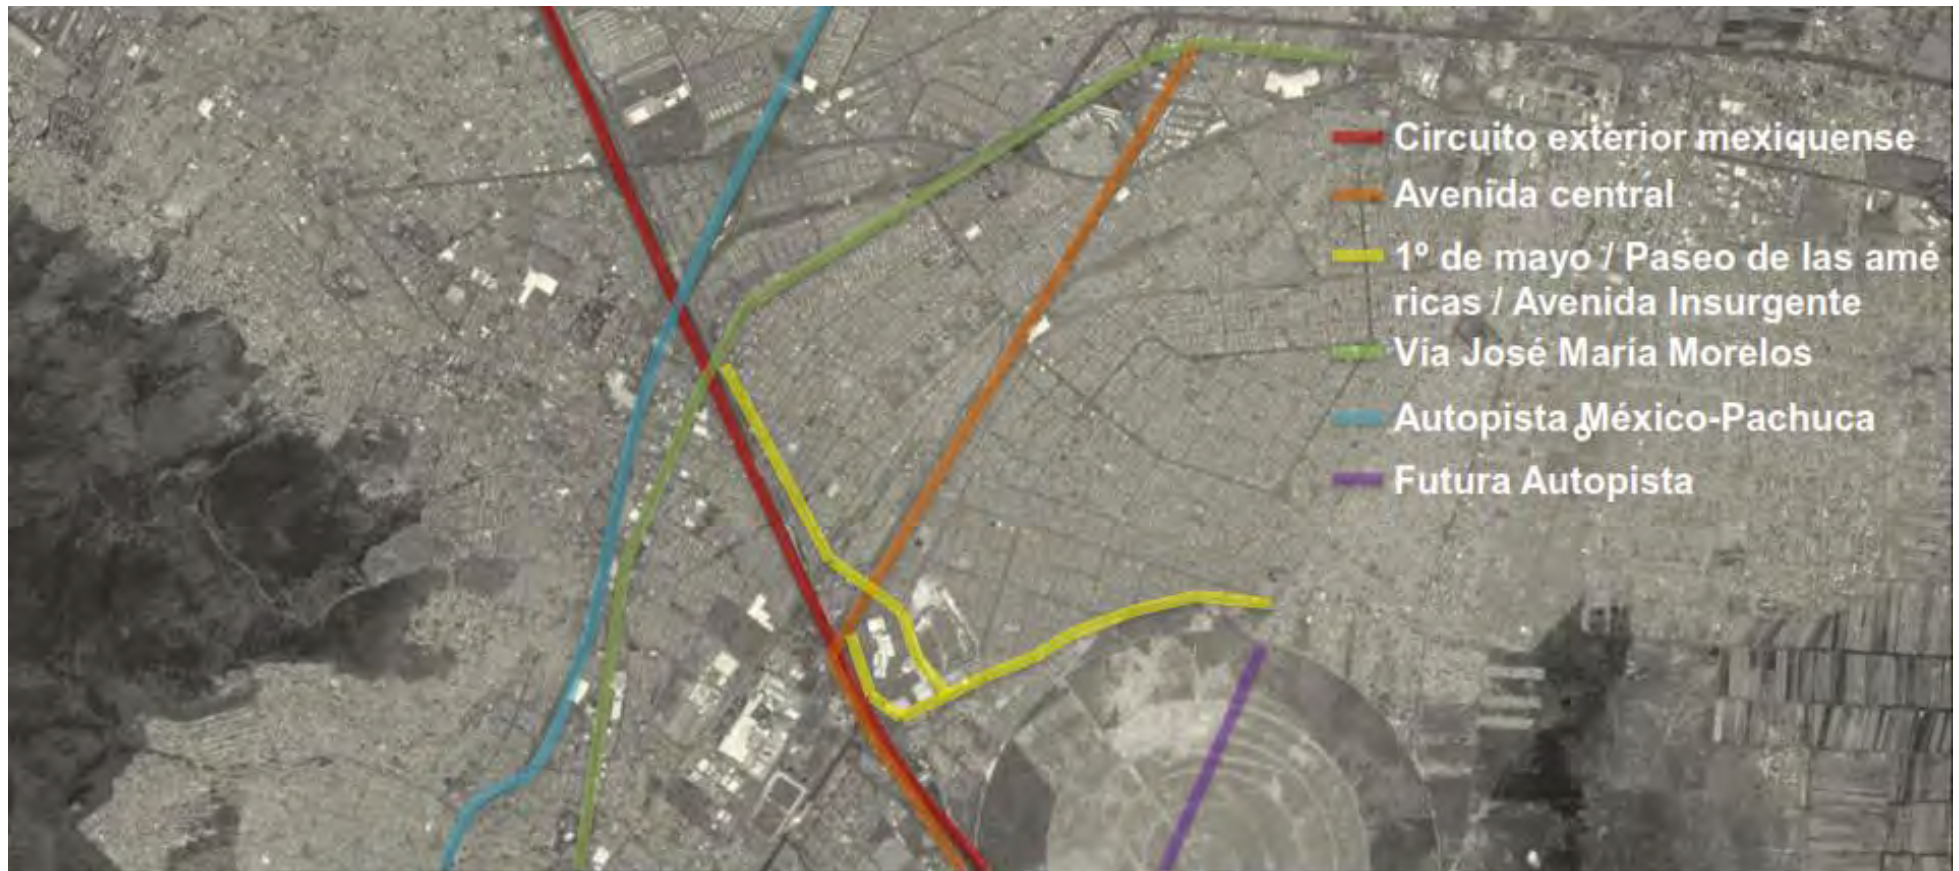 Circuito exterior mexiquense
Avenida central
1º de mayo / Paseo de las amé
ricas / Avenida Insurgente
Vía José María Morelos
Autopista México-Pachuca
Futura Autopista